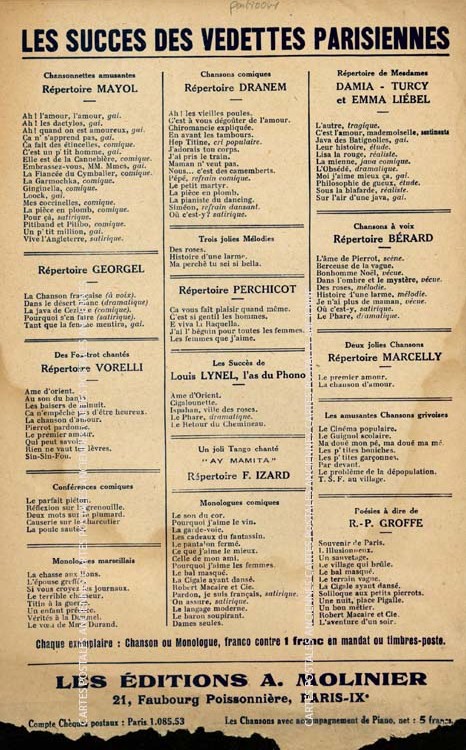 LES SUCCES DES VEDETTES PARISIENNES
Chansonnettes amusantes
Répertoire MAYOL
Ah! l'amour, l'amour, gai.
Ah! les dactylos, gai.
Ah! quand on est amoureux, gai.
Ca n' s'apprend pas, gai.
Ca fait des étincelles, comique.
C'est un p'tit homme, gai.
Elle est de la Cannebière, comique.
Embrassez-vous, MM. Mmes, gai.
La Fiancée du Cymballer, comique.
La Garmochka, comique.
Ginginella, comique.
Loock, gai.
Mes coccinelles, comique.
La pièce en plomb, comique.
Pour ça, satirique.
Pitiband et Pitibo, comique.
Un p'tit million, gai.
Vive l'Angleterre, satirique.
Répertoire GEORGEL
La Chanson française (à voix).
Dans le désert blanc (dramatique)
La java de Cezigue (comique).
Pourquoi s'en faire (satirique).
Tant que la femme mentira, gai.
Des Fox-trot chantés
Répertoire VORELLI
Ame d'orient.
Au son du banjo
Les baisers de minuit.
Ca n'empêche pas d'être heureux.
La chanson d'amour.
Pierrot pardonne.
Le premier amour.
Qui peut savoir
Rien ne vaut tes lèvres.
Sin-Sin-Fou.
Conférences comiques
Le parfait piéton.
Réflexion sur la grenouille.
Deux mots sur le plumard.
Causerie sur le charcutier
La poule sauteuse.
Monologues marseillais
La chasse aux lions.
Si vous croyez les journaux.
Le terrible chasseur.
Titin à la guerre.
Un enfant prodige.
Vérités à la Dummel.
Le vœu de Mme Durand.
Chansons comiques
Répertoire DRANEM
Ah! les vieilles poules.
C'est à vous dégoûter de l'amour.
Chiromancie expliquée.
En avant les tambours.
Hep Titine, cri populaire.
J'adorais ton corps.
J'ai pris le train.
Maman n' veut pas.
Nous... c'est des camemberts.
Pépé, refrain comique.
Le petit martyr.
La pièce en plomb.
La pianiste du dancing.
Siméon, refrain dansant.
Où c'est-y? satirique.
Trois jolies Mélodies
Des roses.
Histoire d'une larme.
Ma perchè tu sei si bella.
Répertoire PERCHICOT
Ca vous fait plaisir quand même.
C'est si gentil les hommes.
E viva la Raquella.
J'ai l' béguin pour toutes les femmes.
Les femmes que j'aime.
Les Succès de
Louis LYNEL, l'as du Phono
Ame d'Orient.
Cigalounette.
Ispahan, ville des roses.
Le Phare, dramatique.
Le Retour du Chemineau.
Un joli Tango chanté
"AY MAMITA"
Répertoire F. IZARD
Monologues comiques
Le son du cor.
Pourquoi j'aime le vin.
La garde-voie.
Les cadeaux du fantassin.
Le pantalon fermé.
Ce que j'aime le mieux.
Celle de mon ami.
Pourquoi j'aime les femmes.
Le bal masqué.
La Cigale ayant dansé.
Robert Macaire et Cie.
Pardon, je suis français, satirique.
On assure, satirique.
Le langage moderne.
Le baron soupirant.
Dames seules.
Répertoire de Mesdames
DAMIA - TURCY
et EMMA LIÉBEL
L'autre, tragique.
C'est l'amour, mademoiselle, sentimente
Java des Batignolles, gai.
Leur histoire, étude.
Lisa la rouge, réaliste.
La mienne, java comique.
L'Obsédé, dramatique.
Moi j'aime mieux ça, gai.
Philosophie de gueux, étude.
Sous la blafarde, réaliste.
Sur l'air d'une java, gai.
Chansons à voix
Répertoire BÉRARD
L'âme de Pierrot, scène.
Berceuse de la vague.
Bonhomme Noël, vécue.
Dans l'ombre et le mystère, vécue
Des roses, mélodie.
Histoire d'une larme, mélodie.
Je n'ai plus de maman, vécue.
Où c'est-y, satirique.
Le Phare, dramatique.
Deux jolies Chansons
Répertoire MARCELLY
Le premier amour.
La chanson d'amour.
Les amusantes Chansons grivoises
Le Cinéma populaire.
Le Guignol scolaire.
Ma doué mon pé, ma doué ma mé.
Les p' tites boniches.
Les p' tites garçonnes.
Par devant.
Le problème de la dépopulation.
T. S. F. au village.
Poésies à dire de
R.-P. GROFFE
Souvenir de Paris.
L'Illusionneux.
Un sauvetage.
Le village qui brûle.
Le bal masqué.
Le terrain vague.
La Cigale ayant dansé.
Soliloque aux petits pierrots.
Une nuit, place Pigalle.
Un bon métier.
Robert Macaire et Cie.
L'aventure d'un soir.
Chaque exemplaire : Chanson ou Monologue, franco contre 1 franc en mandat ou timbres-poste.
LES ÉDITIONS A. MOLINIER
21, Faubourg Poissonnière, PARIS-IXe
Compte Chèques postaux : Paris 1.085.53
Les Chansons avec accompagnement de Piano, net : 5 francs.